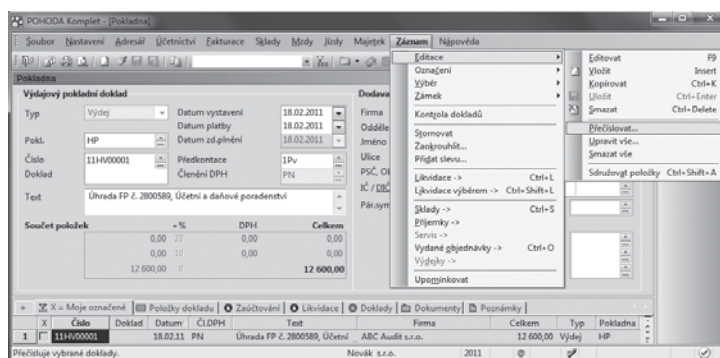 POHODA Komplet - [Pokladna]
Soubor Nastavení Adresář Účetnictví Fakturace Sklady Mzdy Jízdy Majetek Záznam Nápověda
Pokladna
Výdajový pokladní doklad
Typ Výdej Datum vystavení 18.02.2011
Datum platby 18.02.2011
Pokl. HP Datum zd.plnění 18.02.2011
Číslo 11HV00001 Předkontace 1Pv
Doklad Členění DPH PN
Text Úhrada FP č. 2800589, Účetní a daňové poradenství
Součet položek +% DPH Celkem
0,00 20 0,00 0,00
0,00 10 0,00 0,00
12 600,00 0 12 600,00
Dodava
Firma
Odděle
Jméno
Ulice
PSČ, Ob
IČ / DIČ
Pár.sym
Editace
Označení
Výběr
Zámek
Kontrola dokladů
Stornovat
Zaokrouhlit...
Přidat slevu...
Likvidace -> Ctrl+L
Likvidace výběrem -> Ctrl+Shift+L
Sklady -> Ctrl+S
Příjemky ->
Servis ->
Vydané objednávky -> Ctrl+O
Výdejky ->
Upomínkovat
Editovat F9
Vložit Insert
Kopírovat Ctrl+K
Uložit Ctrl+Enter
Smazat Ctrl+Delete
Přečíslovat...
Upravit vše...
Smazat vše
Sdružovat položky Ctrl+Shift+A
X = Moje označené Položky dokladu Zaúčtování Likvidace Doklady Dokumenty Poznámky
X Číslo Doklad Datum Čl.DPH Text Firma Celkem Typ Pokladna
1 11HV00001 18.02.11 PN Úhrada FP č. 2800589, Účetní ABC Audit s.r.o. 12 600,00 Výdej HP
Přečísluje vybrané doklady. Novák s.r.o. 2011 @